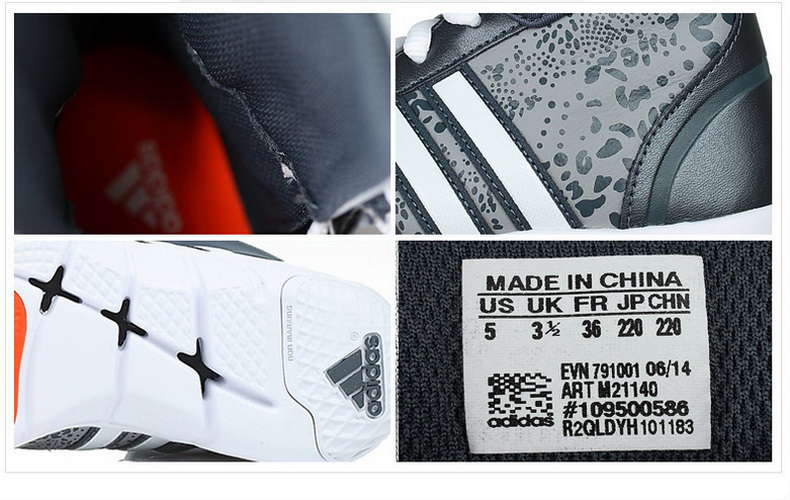 adidas
adidas
non marking
®
MADE IN CHINA
US UK FR JP CHN
5 3½ 36 220 220
EVN 791001 06/14
ART M21140
#109500586
adidas
R2QLDYH101183